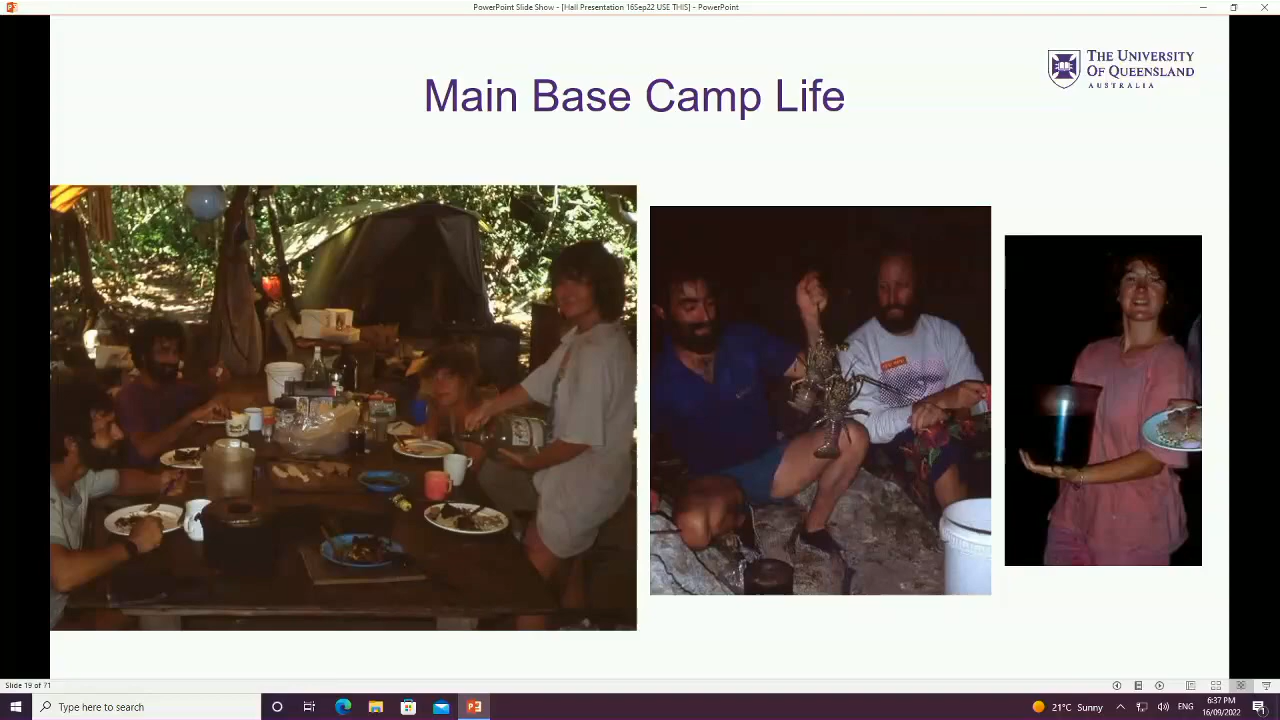 PowerPoint Slide Show - [Hall Presentation 16Sep22 USE THIS] - PowerPoint
THE UNIVERSITY
OF QUEENSLAND
AUSTRALIA
Main Base Camp Life
Slide 19 of 71
Type here to search
21°C Sunny
ENG
6:37 PM
16/09/2022